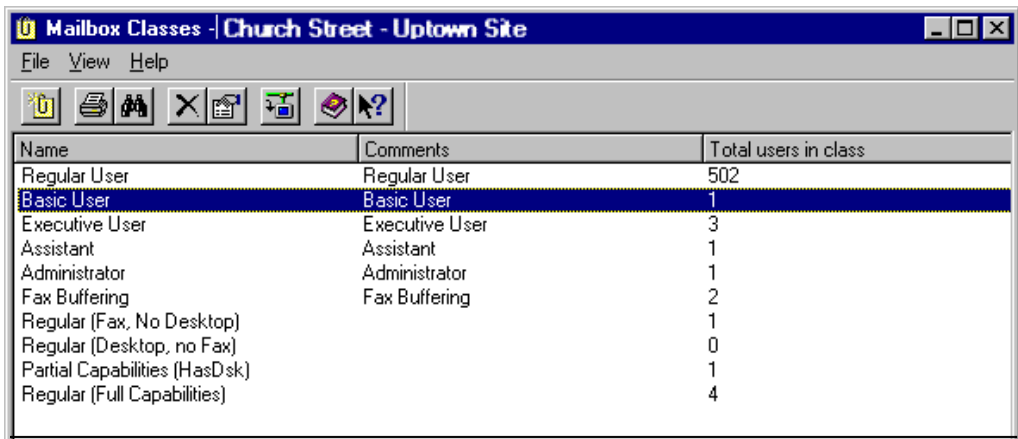 Mailbox Classes - Church Street - Uptown Site
File View Help
Name Comments Total users in class
Regular User Regular User 502
Basic User Basic User 1
Executive User Executive User 3
Assistant Assistant 1
Administrator Administrator 1
Fax Buffering Fax Buffering 2
Regular (Fax, No Desktop) 1
Regular (Desktop, no Fax) 0
Partial Capabilities (HasDsk) 1
Regular (Full Capabilities) 4